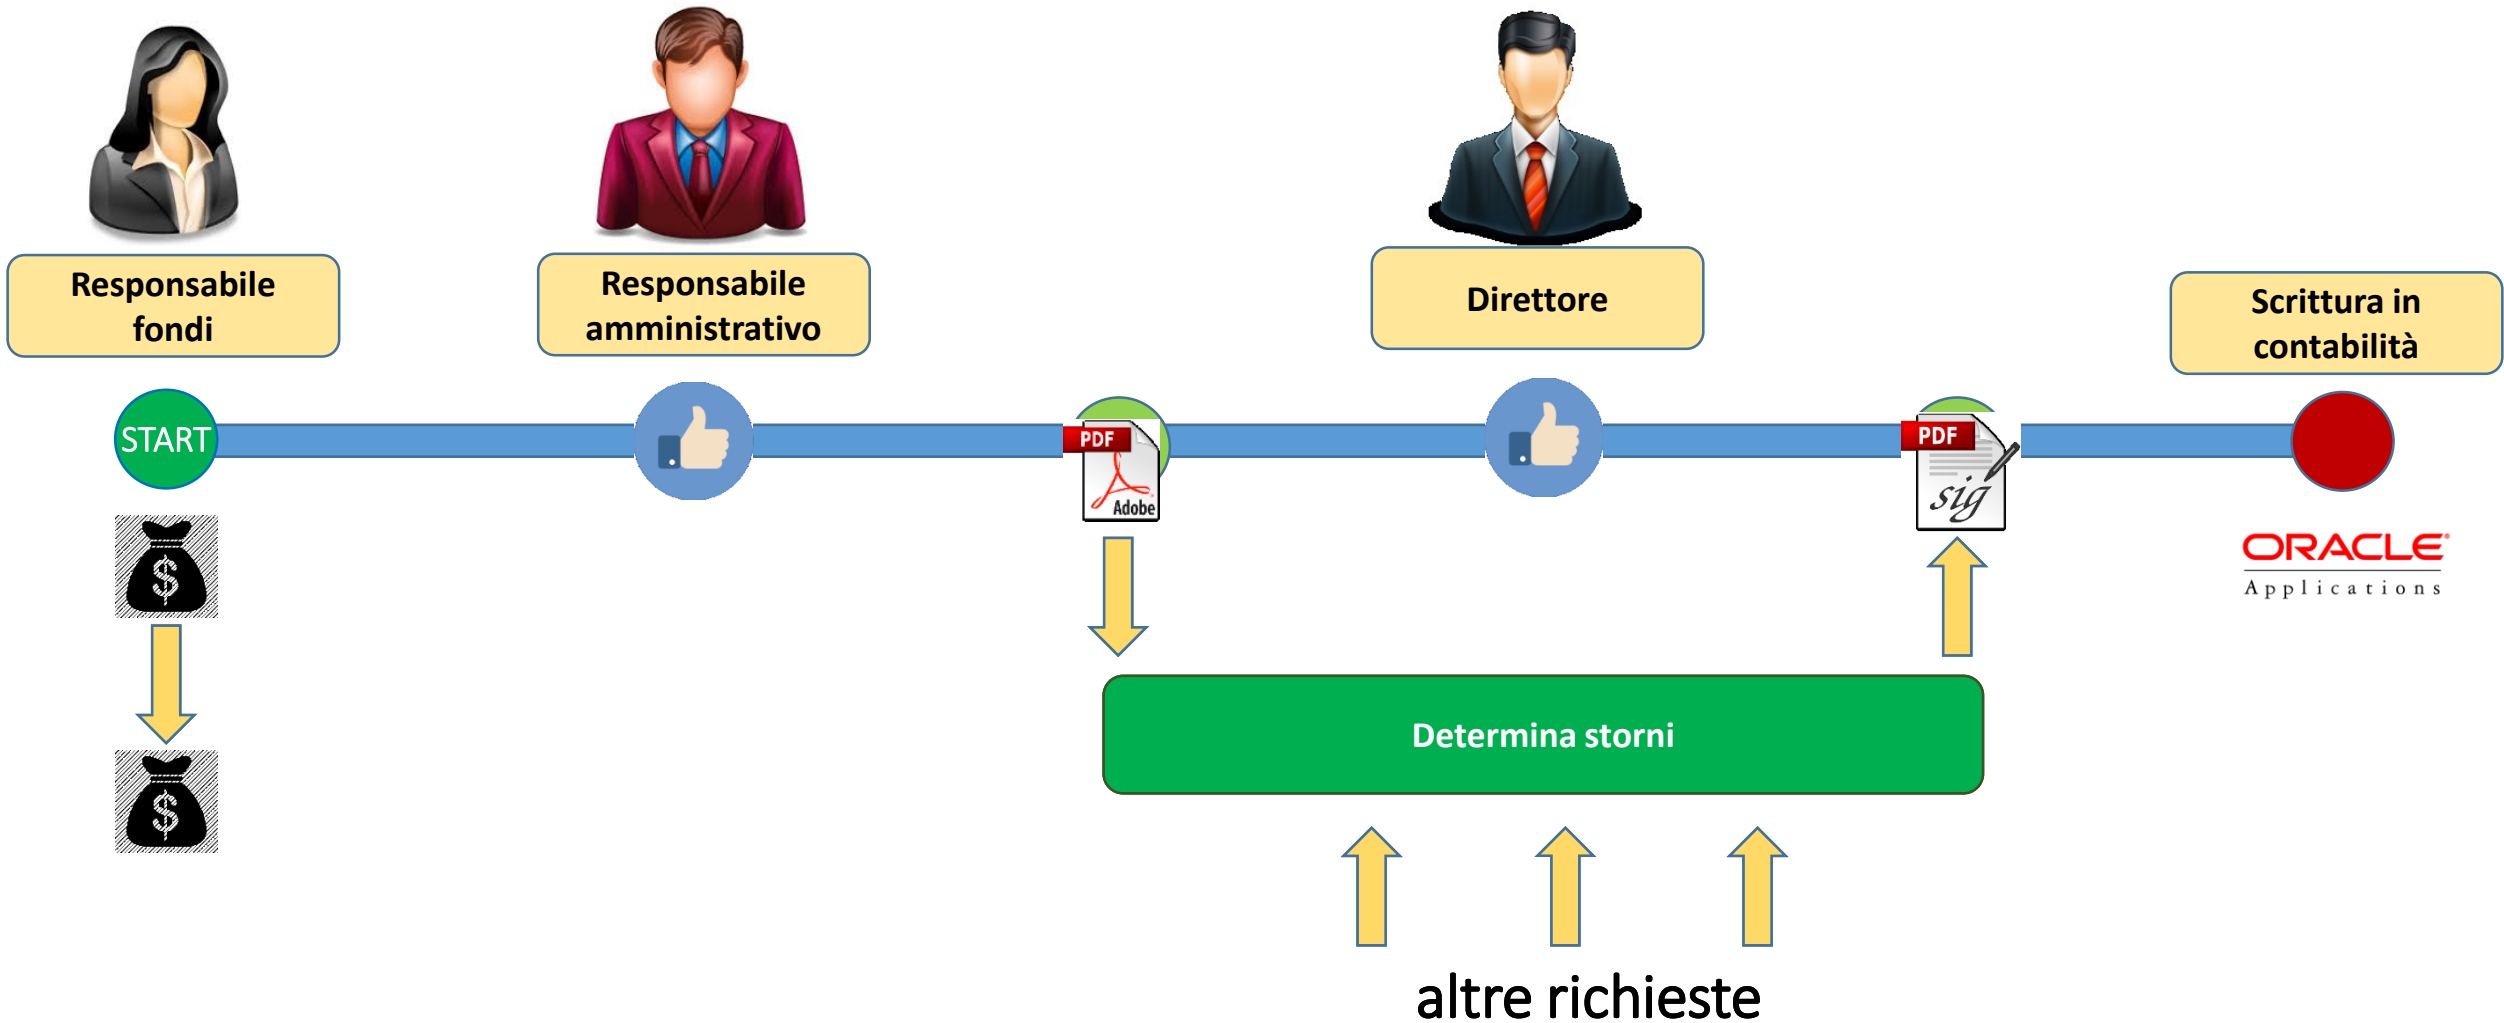 Responsabile
fondi
Responsabile
amministrativo
Direttore
Scrittura in
contabilità
START
PDF
Adobe
PDF
sig
ORACLE
Applications
$
$
Determina storni
altre richieste